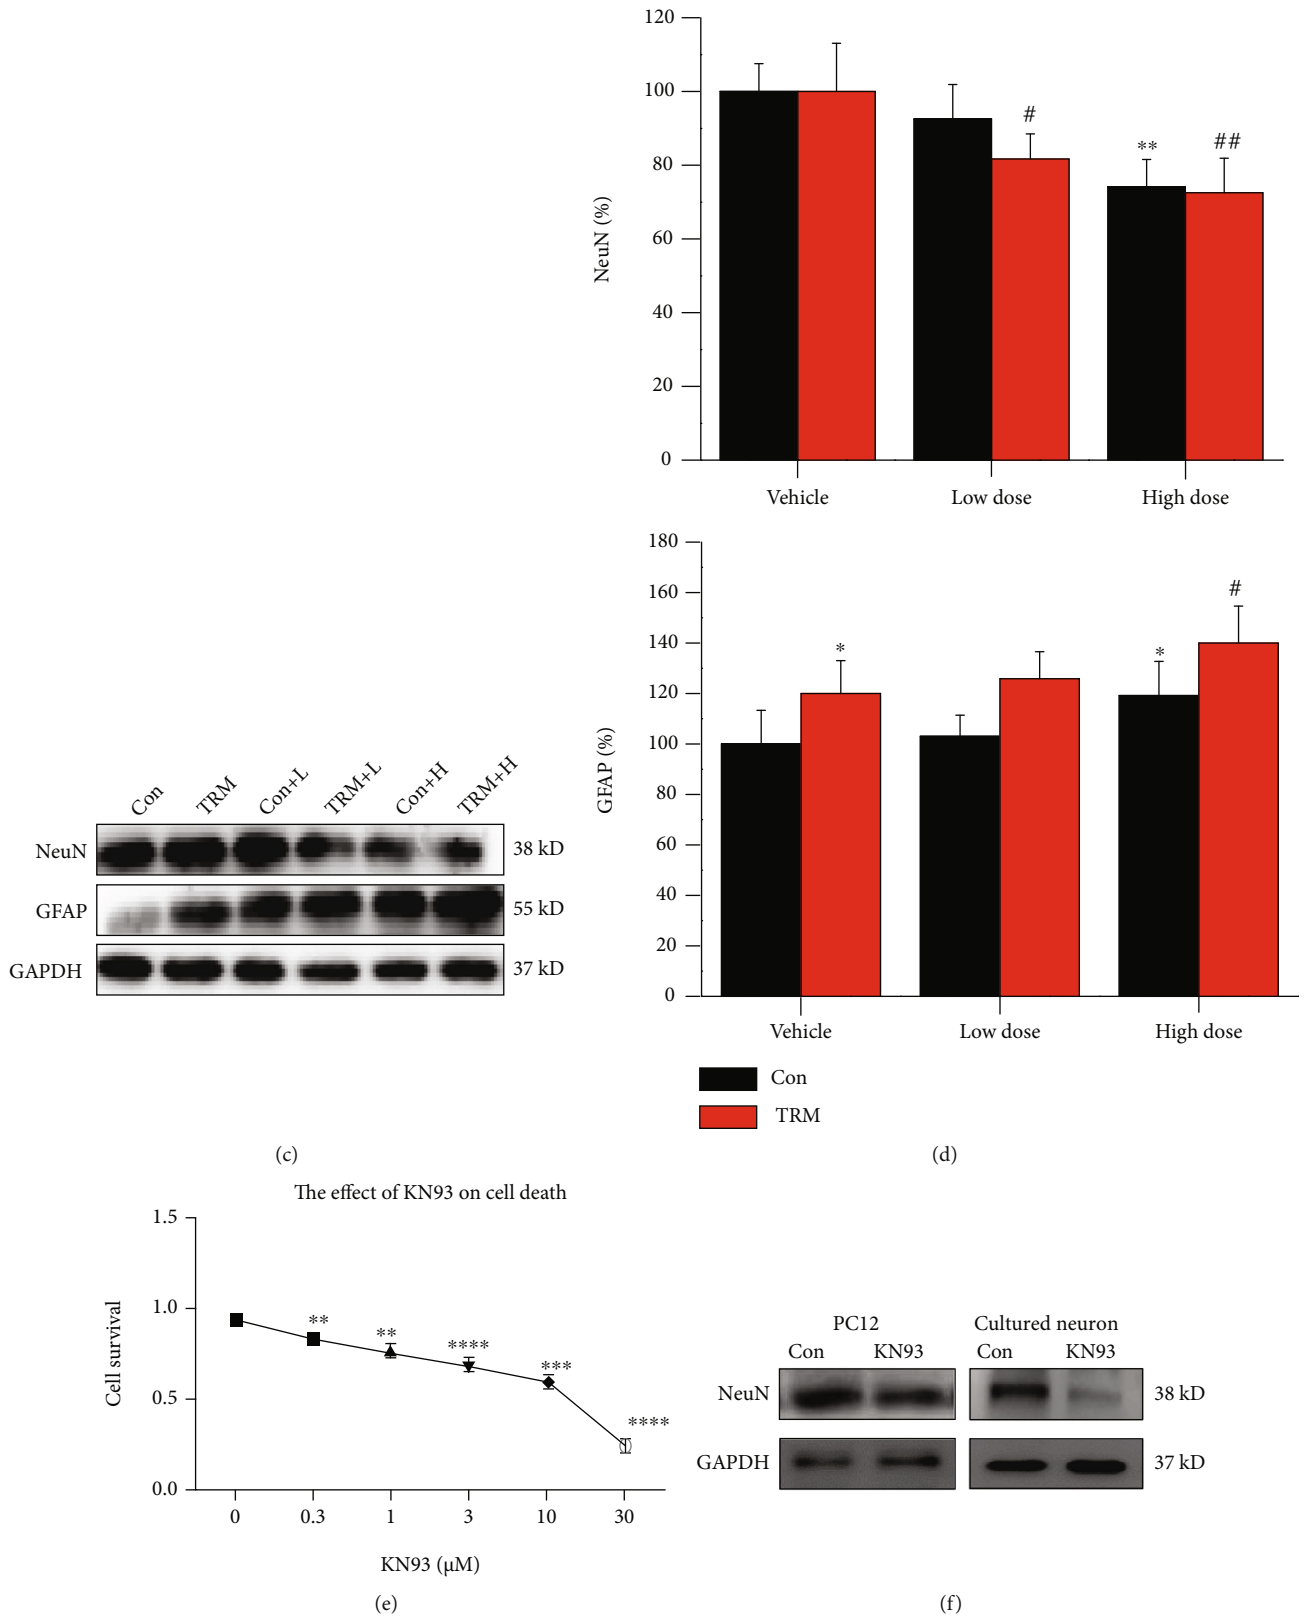 120
100
80
60
40
20
0
NeuN (%)
#
**
##
Vehicle
Low dose
High dose
180
160
140
120
100
80
60
40
20
0
GFAP (%)
*
*
#
Vehicle
Low dose
High dose
Con
TRM
Con
TRM
Con+L
TRM+L
Con+H
TRM+H
NeuN
38 kD
GFAP
55 kD
GAPDH
37 kD
(c)
(d)
The effect of KN93 on cell death
1.5
1.0
0.5
0.0
Cell survival
**
**
****
***
****
0 0.3 1 3 10 30
KN93 (μM)
(e)
PC12
Cultured neuron
Con KN93
Con KN93
NeuN
38 kD
GAPDH
37 kD
(f)